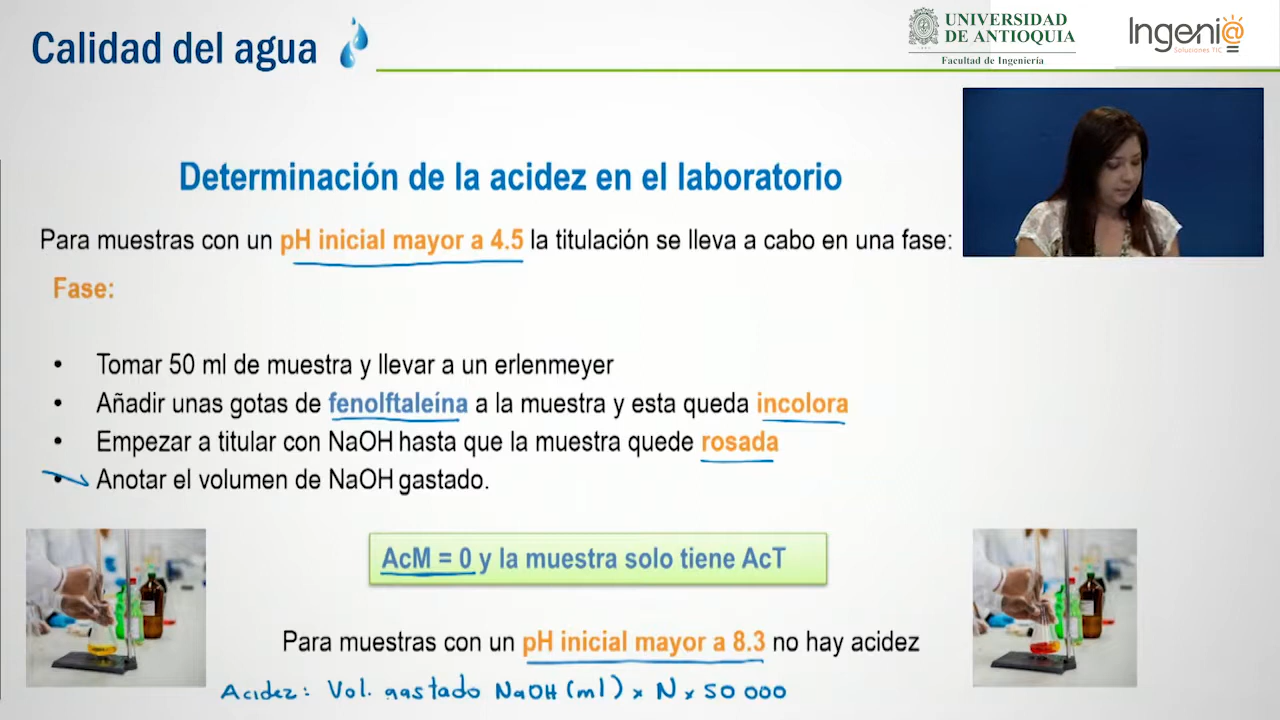 Calidad del agua
UNIVERSIDAD
DE ANTIOQUIA
Facultad de Ingeniería
Ingeni@
Soluciones TIC
Determinación de la acidez en el laboratorio
Para muestras con un pH inicial mayor a 4.5 la titulación se lleva a cabo en una fase:
Fase:
• Tomar 50 ml de muestra y llevar a un erlenmeyer
• Añadir unas gotas de fenolftaleína a la muestra y esta queda incolora
• Empezar a titular con NaOH hasta que la muestra quede rosada
• Anotar el volumen de NaOH gastado.
AcM = 0 y la muestra solo tiene AcT
Para muestras con un pH inicial mayor a 8.3 no hay acidez
Acidez: Vol. gastado NaOH (ml) x N x 50 000